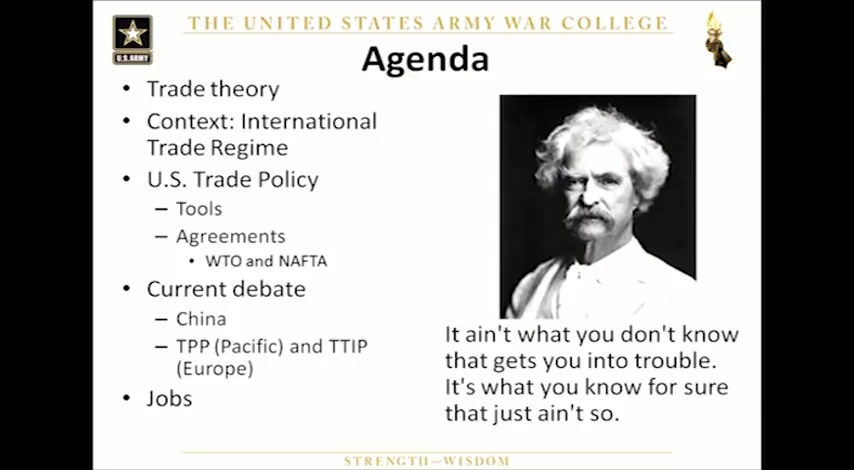 THE UNITED STATES ARMY WAR COLLEGE
U.S. ARMY
Agenda
• Trade theory
• Context: International
Trade Regime
• U.S. Trade Policy
– Tools
– Agreements
• WTO and NAFTA
• Current debate
– China
– TPP (Pacific) and TTIP
(Europe)
• Jobs
It ain't what you don't know
that gets you into trouble.
It's what you know for sure
that just ain't so.
STRENGTH—WISDOM